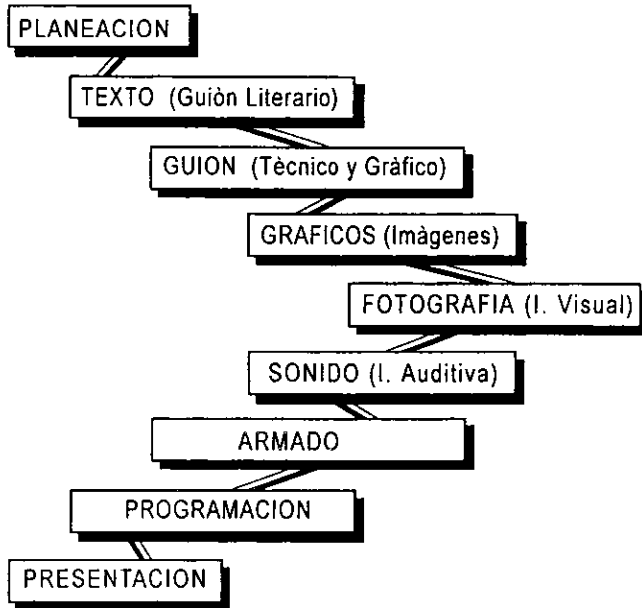 PLANEACION
TEXTO (Guiòn Literario)
GUION (Tècnico y Gràfico)
GRAFICOS (Imàgenes)
FOTOGRAFIA (I. Visual)
SONIDO (I. Auditiva)
ARMADO
PROGRAMACION
PRESENTACION